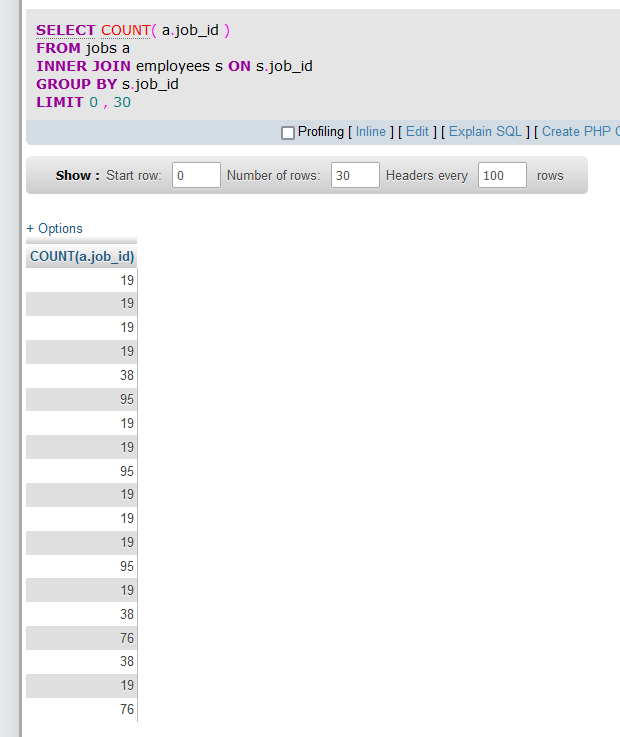 SELECT COUNT( a.job_id )
FROM jobs a
INNER JOIN employees s ON s.job_id
GROUP BY s.job_id
LIMIT 0 , 30
Profiling [ Inline ] [ Edit ] [ Explain SQL ] [ Create PHP
Show : Start row: 0 Number of rows: 30 Headers every 100 rows
+ Options
COUNT(a.job_id)
19
19
19
19
38
95
19
19
95
19
19
19
95
19
38
76
38
19
76